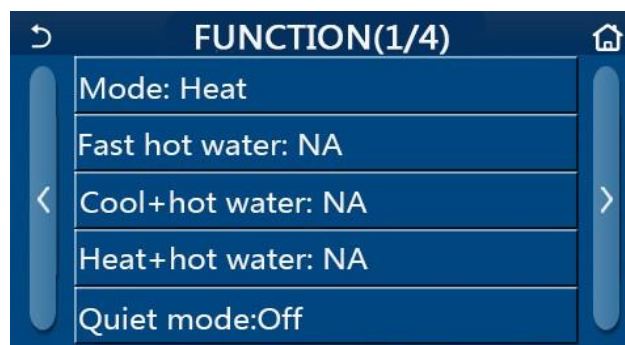 FUNCTION(1/4)
Mode: Heat
Fast hot water: NA
Cool+hot water: NA
Heat+hot water: NA
Quiet mode:Off